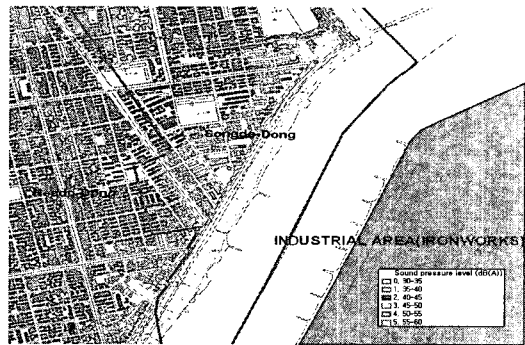 Songdo-Dong
INDUSTRIAL AREA(IRONWORKS)
Sound pressure level (dB(A))
0. 30-35
1. 35-40
2. 40-45
3. 45-50
4. 50-55
5. 55-60